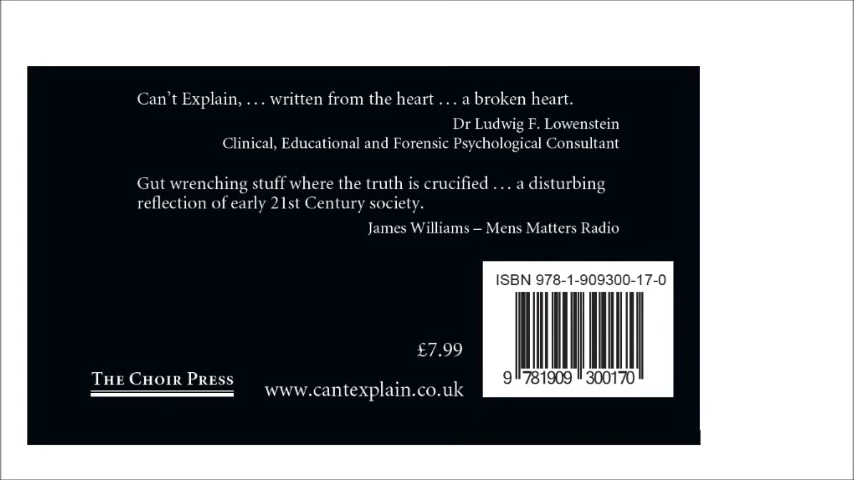 Can't Explain, ... written from the heart ... a broken heart.
Dr Ludwig F. Lowenstein
Clinical, Educational and Forensic Psychological Consultant
Gut wrenching stuff where the truth is crucified ... a disturbing
reflection of early 21st Century society.
James Williams – Mens Matters Radio
ISBN 978-1-909300-17-0
£7.99
THE CHOIR PRESS
www.cantexplain.co.uk
9 781909 300170